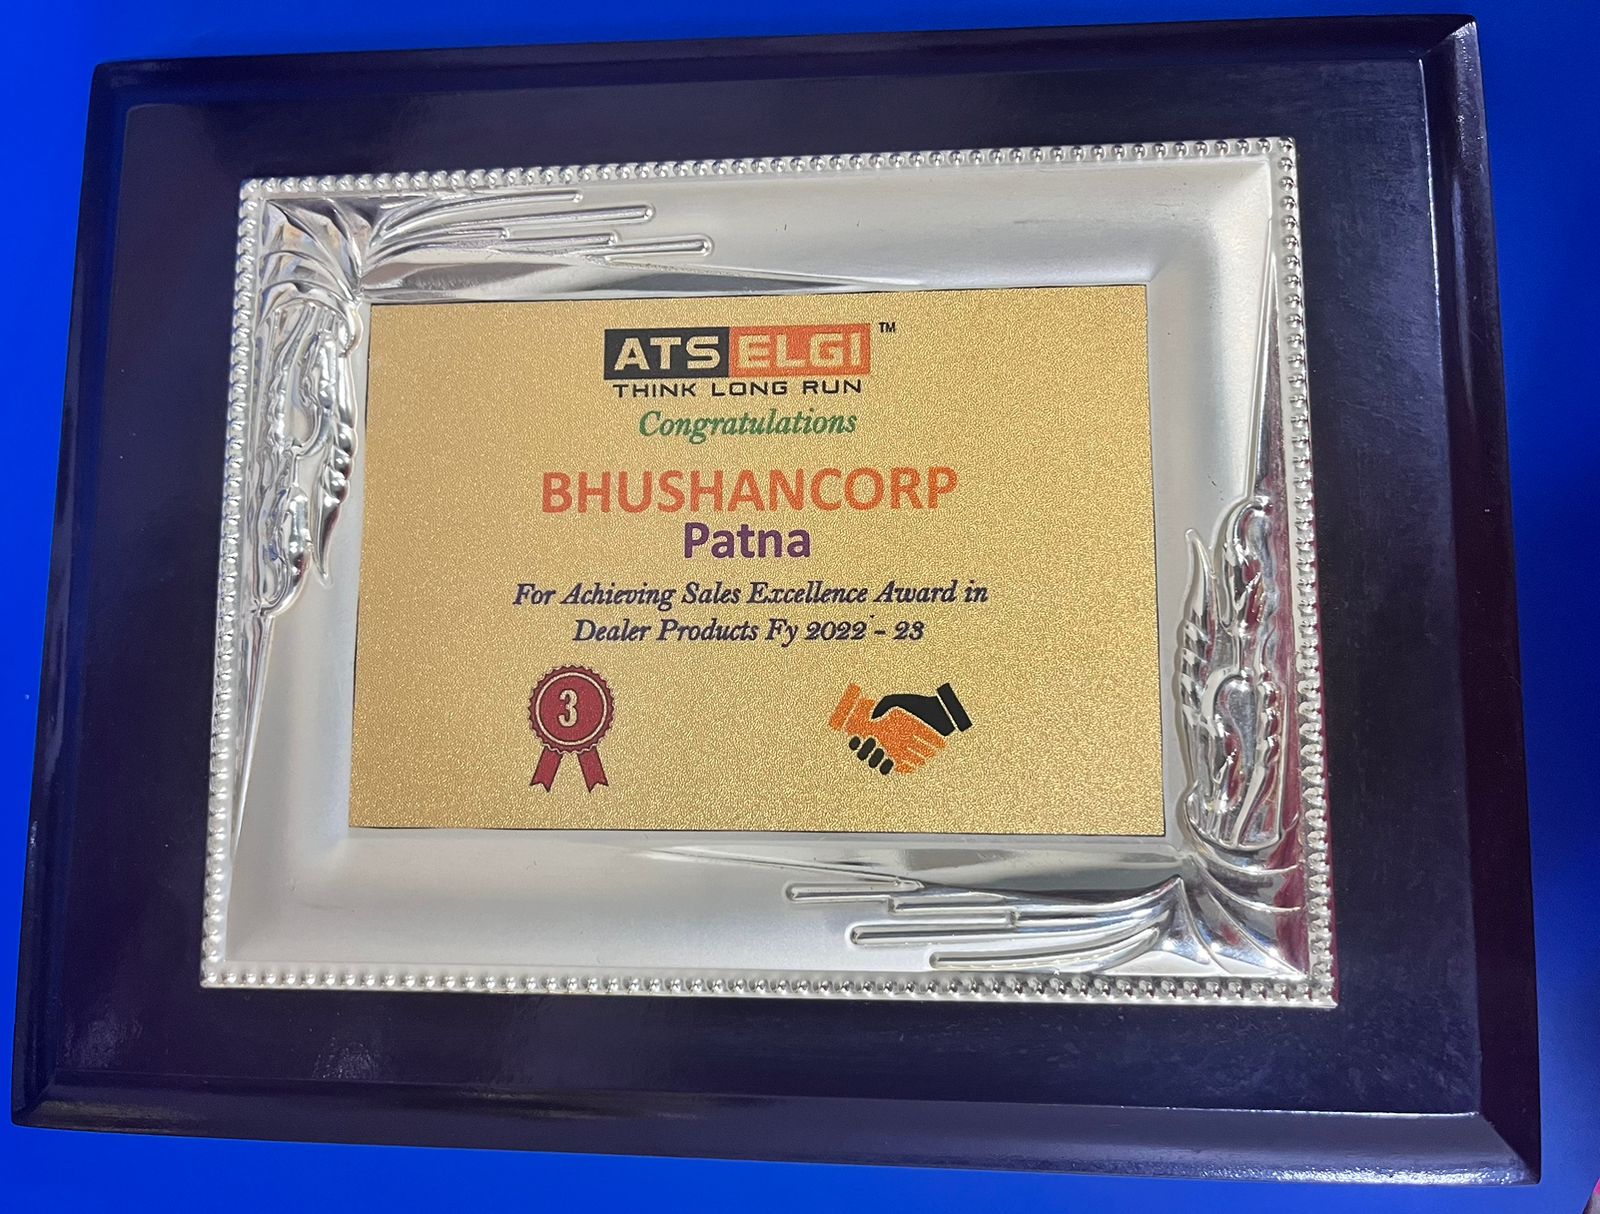 ATS ELGI ™
THINK LONG RUN
Congratulations
BHUSHANCORP
Patna
For Achieving Sales Excellence Award in
Dealer Products Fy 2022 - 23
3